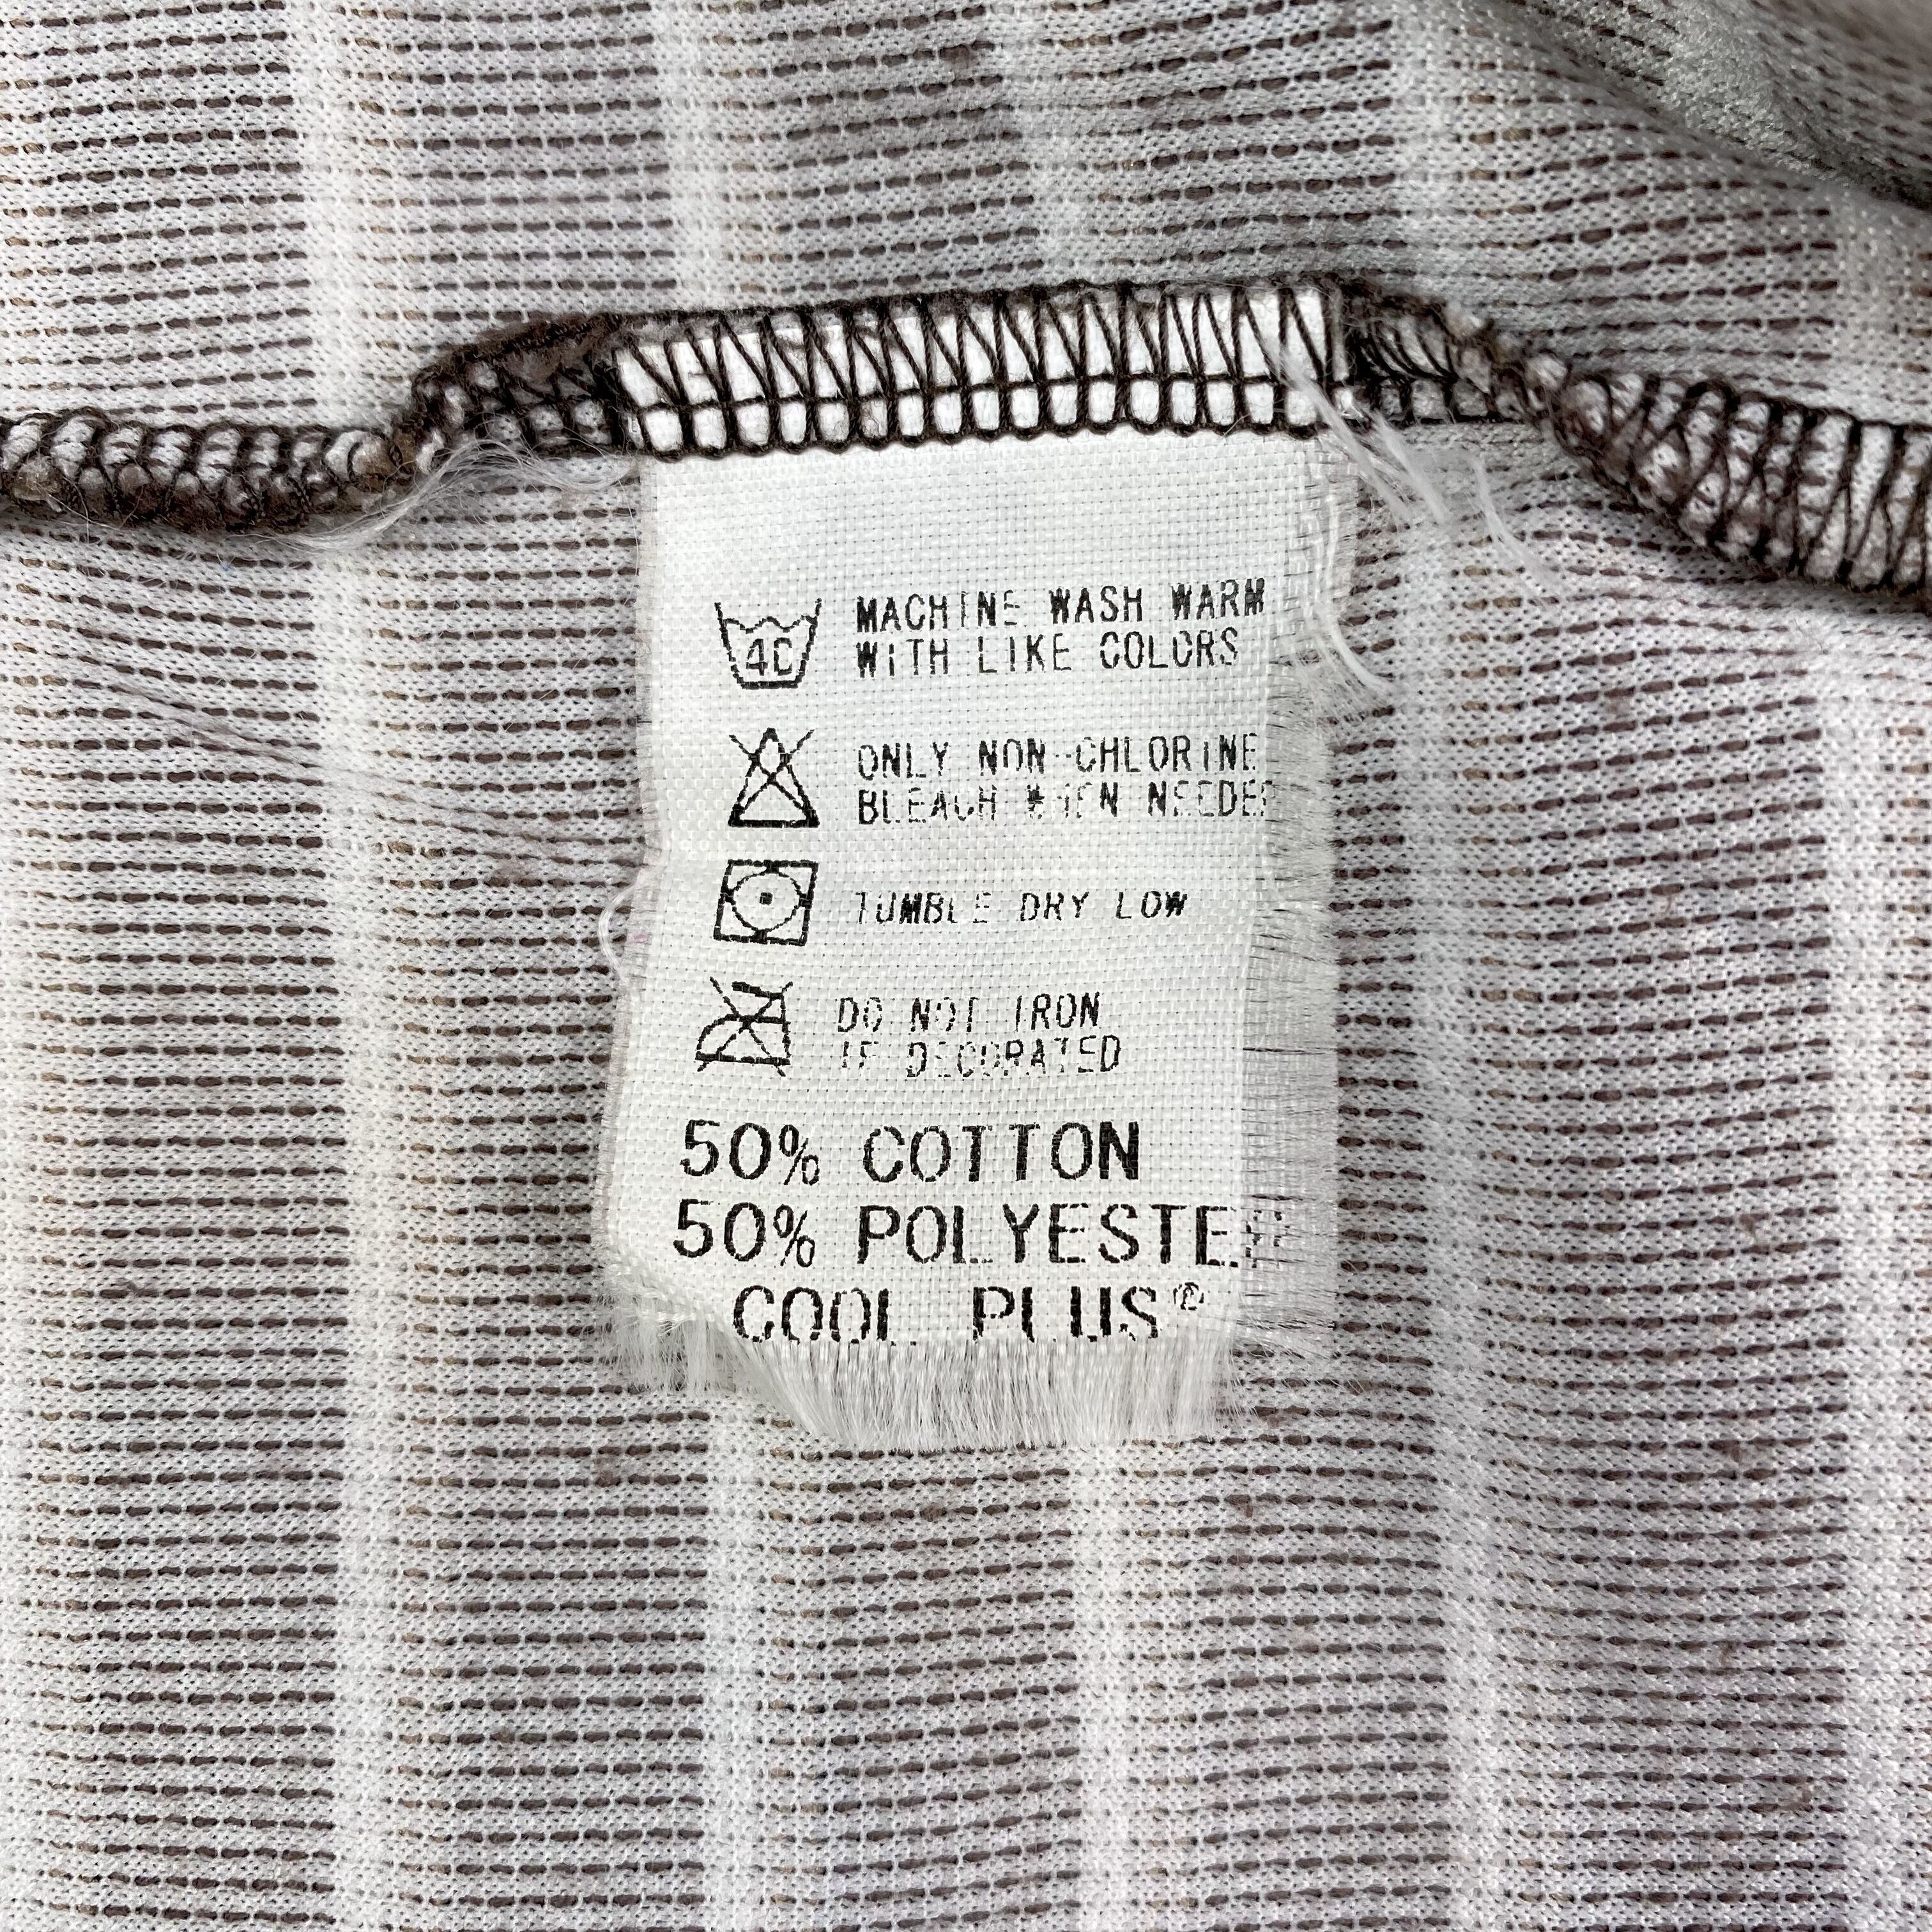 40 MACHINE WASH WARM
WITH LIKE COLORS
ONLY NON-CHLORINE
BLEACH WHEN NEEDED
TUMBLE DRY LOW
DO NOT IRON
IF DECORATED
50% COTTON
50% POLYESTER
COOL PLUS®